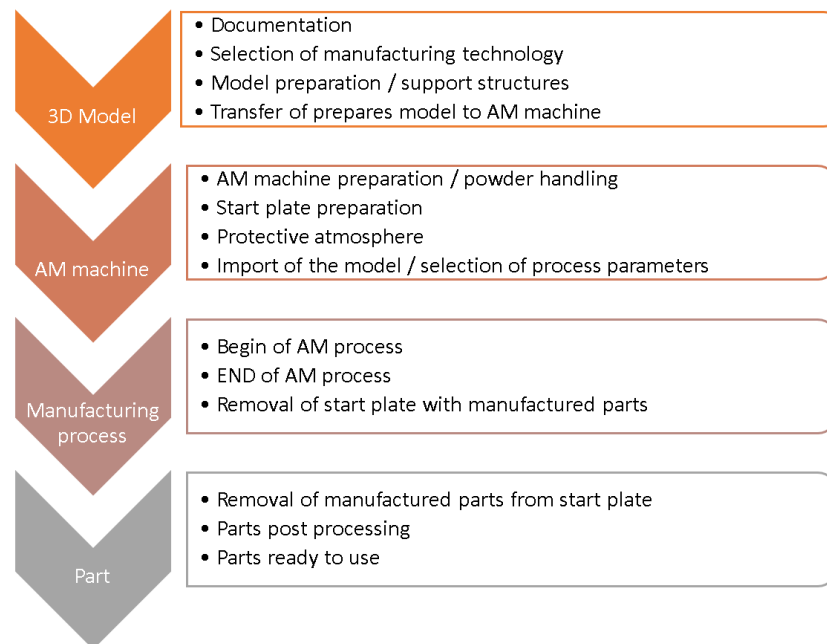 3D Model
• Documentation
• Selection of manufacturing technology
• Model preparation / support structures
• Transfer of prepares model to AM machine
AM machine
• AM machine preparation / powder handling
• Start plate preparation
• Protective atmosphere
• Import of the model / selection of process parameters
Manufacturing
process
• Begin of AM process
• END of AM process
• Removal of start plate with manufactured parts
Part
• Removal of manufactured parts from start plate
• Parts post processing
• Parts ready to use